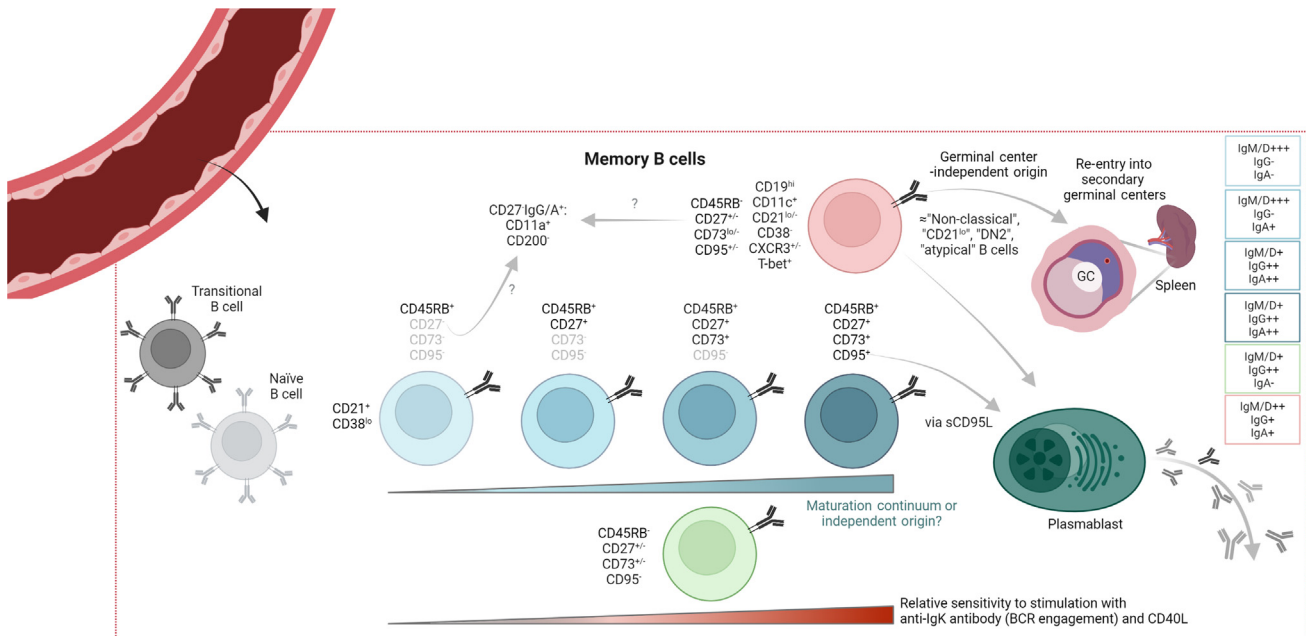 Memory B cells
CD27⁻IgG/A⁺:
CD11a⁺
CD200⁻
?
?
CD45RB⁻
CD27⁺/⁻
CD73ˡᵒ/⁻
CD95⁺/⁻
CD19ʰⁱ
CD11c⁺
CD21ˡᵒ/⁻
CD38⁻
CXCR3⁺/⁻
T-bet⁺
Germinal center
-independent origin
≈"Non-classical",
"CD21ˡᵒ", "DN2",
"atypical" B cells
Re-entry into
secondary
germinal centers
GC
Spleen
Transitional
B cell
Naïve
B cell
CD21⁺
CD38ˡᵒ
CD45RB⁺
CD27⁻
CD73⁻
CD95⁻
CD45RB⁺
CD27⁺
CD73⁻
CD95⁻
CD45RB⁺
CD27⁺
CD73⁺
CD95⁻
CD45RB⁺
CD27⁺
CD73⁺
CD95⁺
via sCD95L
Plasmablast
Maturation continuum or
independent origin?
CD45RB⁻
CD27⁺/⁻
CD73⁺/⁻
CD95⁻
Relative sensitivity to stimulation with
anti-IgK antibody (BCR engagement) and CD40L
IgM/D+++
IgG-
IgA-
IgM/D+++
IgG-
IgA+
IgM/D+
IgG++
IgA++
IgM/D+
IgG++
IgA++
IgM/D+
IgG++
IgA-
IgM/D++
IgG+
IgA+